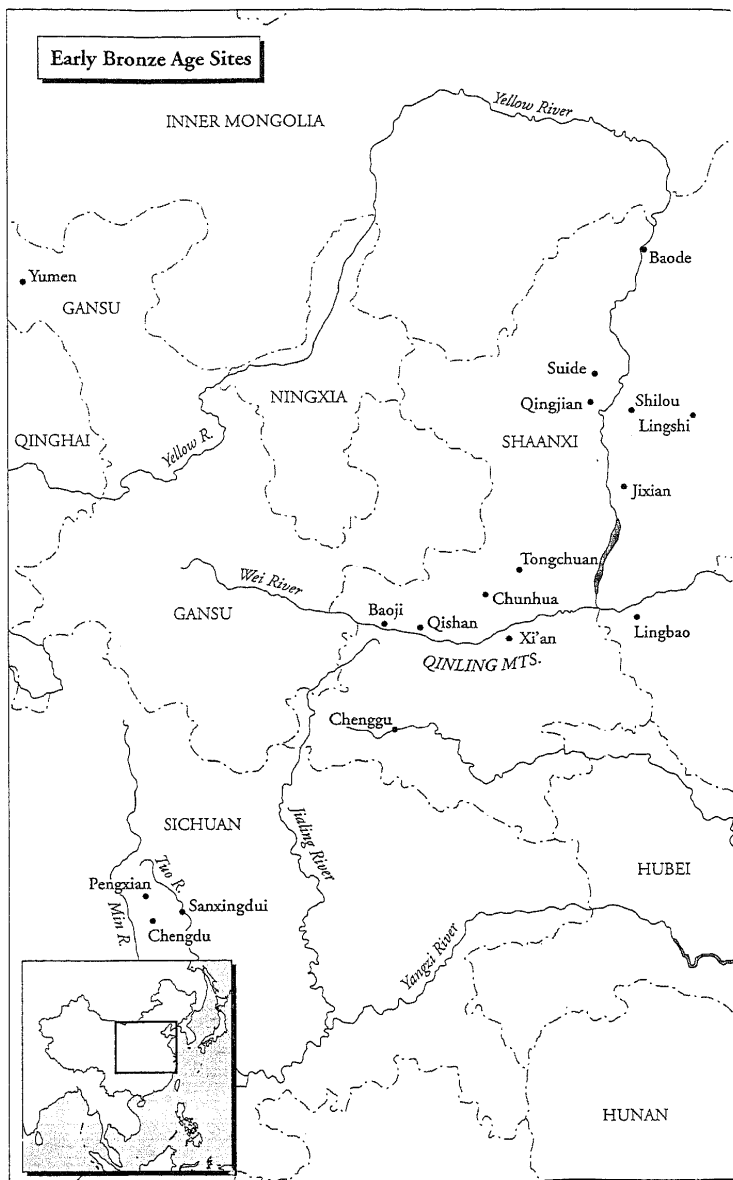 Early Bronze Age Sites
INNER MONGOLIA
Yellow River
Baode
Yumen
GANSU
Suide
NINGXIA
Qingjian
Shilou
Lingshi
QINGHAI
Yellow R.
SHAANXI
Jixian
Tongchuan
Wei River
Chunhua
GANSU
Baoji
Qishan
Xi'an
Lingbao
QINLING MTS.
Chenggu
SICHUAN
Jialing River
HUBEI
Tuo R.
Pengxian
Sanxingdui
Min R.
Chengdu
Yangzi River
HUNAN